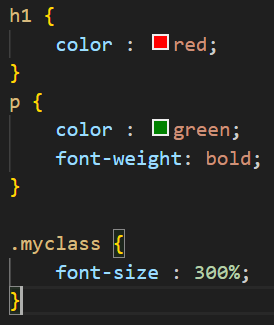 h1 {
    color : red;
}
p {
    color : green;
    font-weight: bold;
}

.myclass {
    font-size : 300%;
}